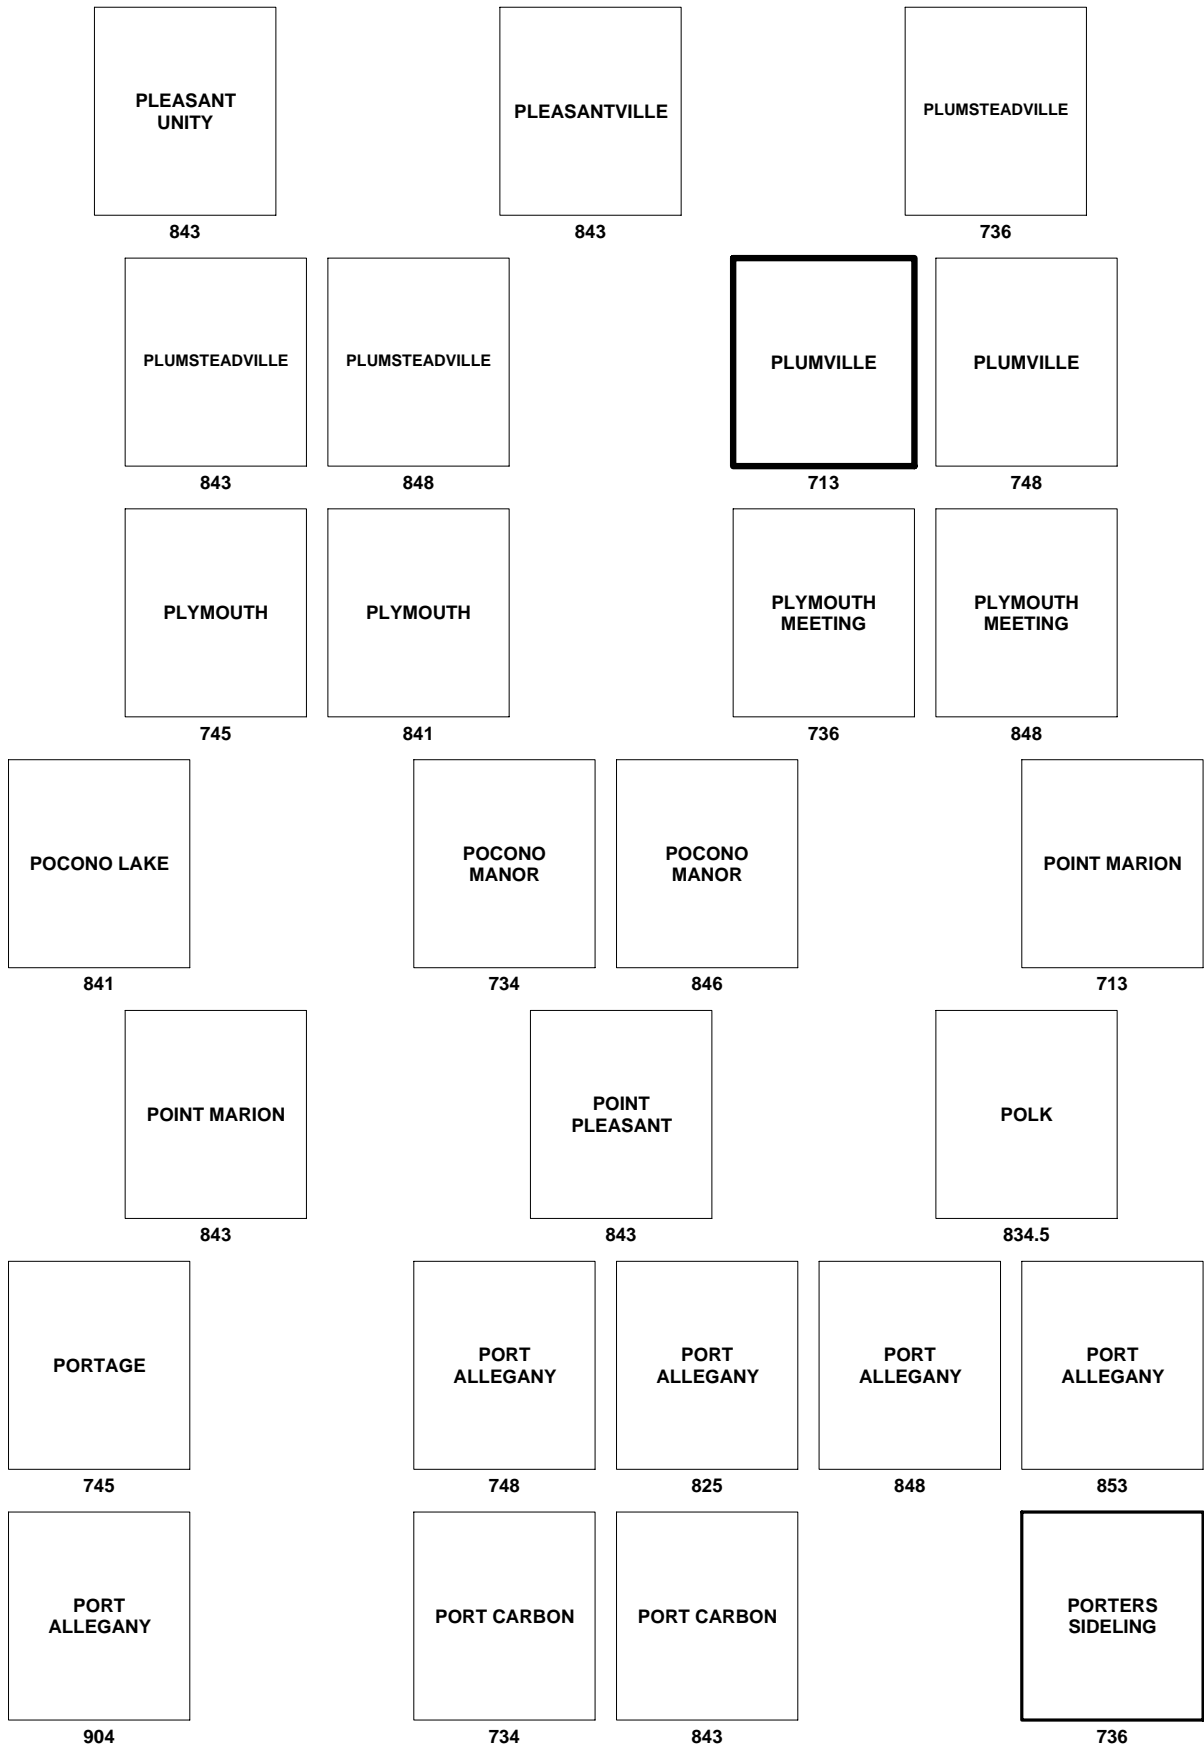 PLEASANT
UNITY
843
PLEASANTVILLE
843
PLUMSTEADVILLE
736
PLUMSTEADVILLE
843
PLUMSTEADVILLE
848
PLUMVILLE
713
PLUMVILLE
748
PLYMOUTH
745
PLYMOUTH
841
PLYMOUTH
MEETING
736
PLYMOUTH
MEETING
848
POCONO LAKE
841
POCONO
MANOR
734
POCONO
MANOR
846
POINT MARION
713
POINT MARION
843
POINT
PLEASANT
843
POLK
834.5
PORTAGE
745
PORT
ALLEGANY
748
PORT
ALLEGANY
825
PORT
ALLEGANY
848
PORT
ALLEGANY
853
PORT
ALLEGANY
904
PORT CARBON
734
PORT CARBON
843
PORTERS
SIDELING
736